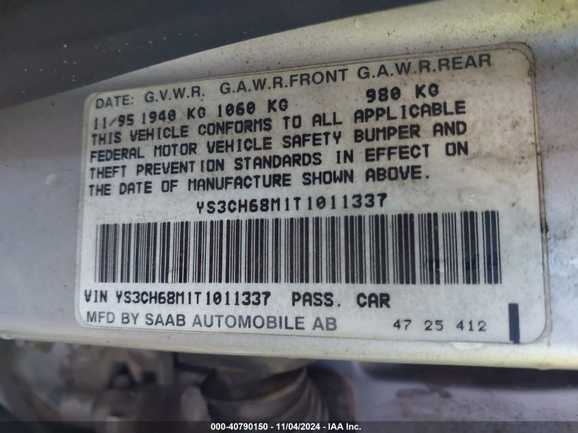 DATE: G.V.W.R. G.A.W.R.FRONT G.A.W.R.REAR
11/95 1940 KG 1060 KG 980 KG
THIS VEHICLE CONFORMS TO ALL APPLICABLE
FEDERAL MOTOR VEHICLE SAFETY BUMPER AND
THEFT PREVENTION STANDARDS IN EFFECT ON
THE DATE OF MANUFACTURE SHOWN ABOVE.
YS3CH68M1T1011337
VIN YS3CH68M1T1011337 PASS. CAR
MFD BY SAAB AUTOMOBILE AB 47 25 412
000-40790150 - 11/04/2024 - IAA Inc.